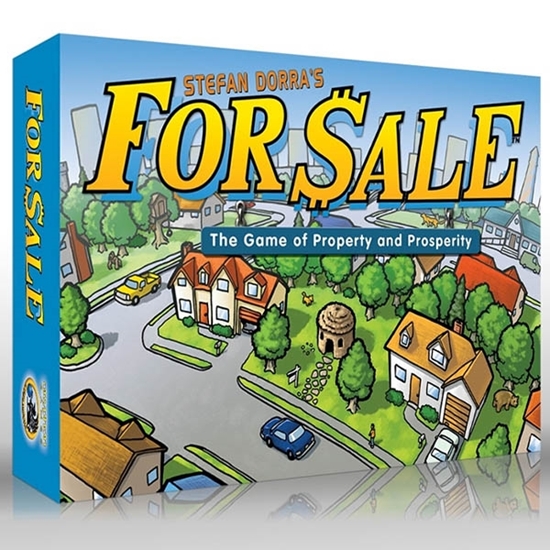 STEFAN DORRA'S
FOR $ALE
The Game of Property and Prosperity
FOR $ALE